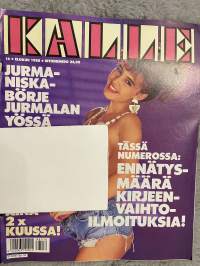 KALLE
JURMA-
NISKA-
BÖRJE
JURMALAN
YÖSSÄ
TÄSSÄ
NUMEROSSA:
ENNÄTYS-
MÄÄRÄ
KIRJEEN-
VAIHTO-
ILMOITUKSIA!
2 x
KUUSSA!